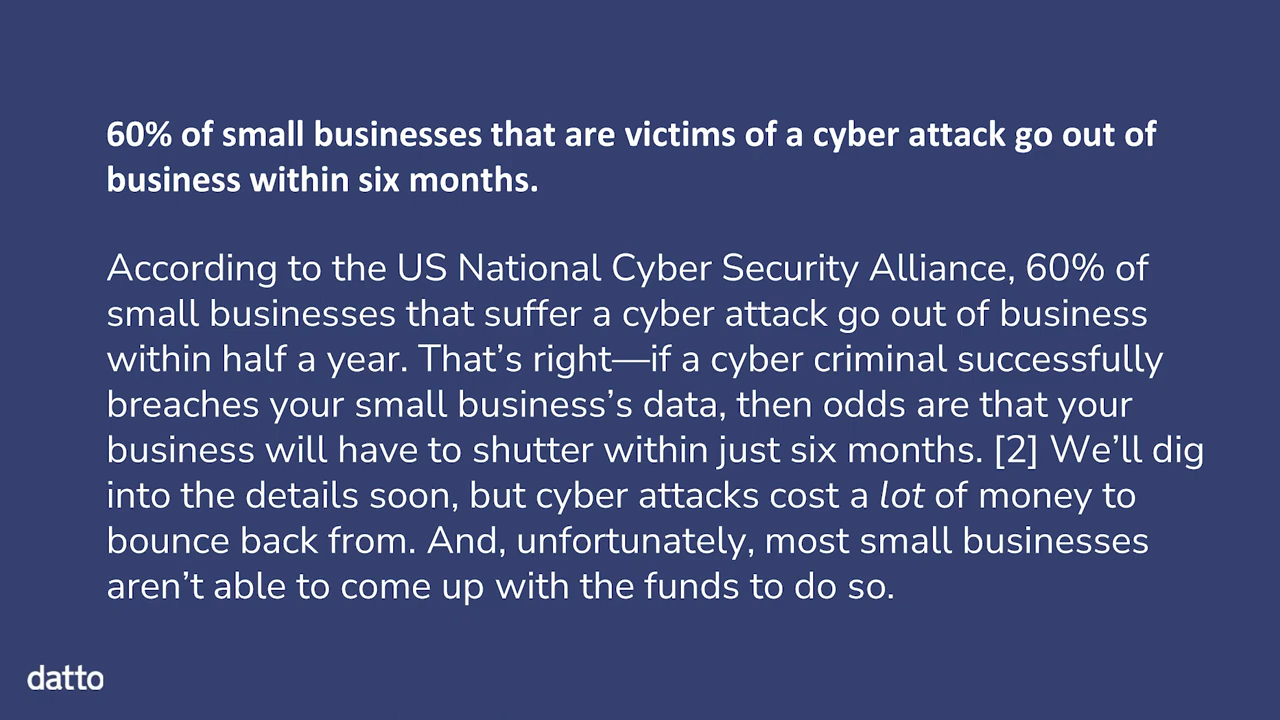 60% of small businesses that are victims of a cyber attack go out of
business within six months.
According to the US National Cyber Security Alliance, 60% of
small businesses that suffer a cyber attack go out of business
within half a year. That’s right—if a cyber criminal successfully
breaches your small business’s data, then odds are that your
business will have to shutter within just six months. [2] We’ll dig
into the details soon, but cyber attacks cost a lot of money to
bounce back from. And, unfortunately, most small businesses
aren’t able to come up with the funds to do so.
datto